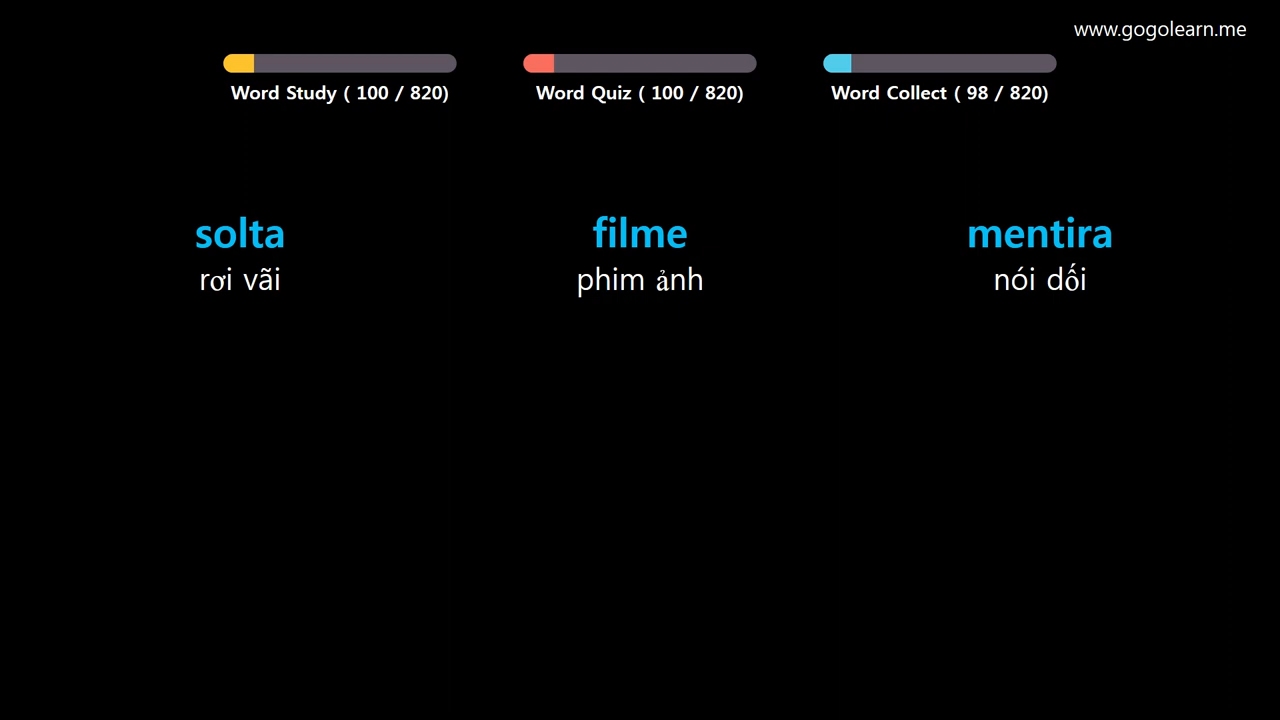 www.gogolearn.me
Word Study ( 100 / 820)
Word Quiz ( 100 / 820)
Word Collect ( 98 / 820)
solta
rơi vãi
filme
phim ảnh
mentira
nói dối